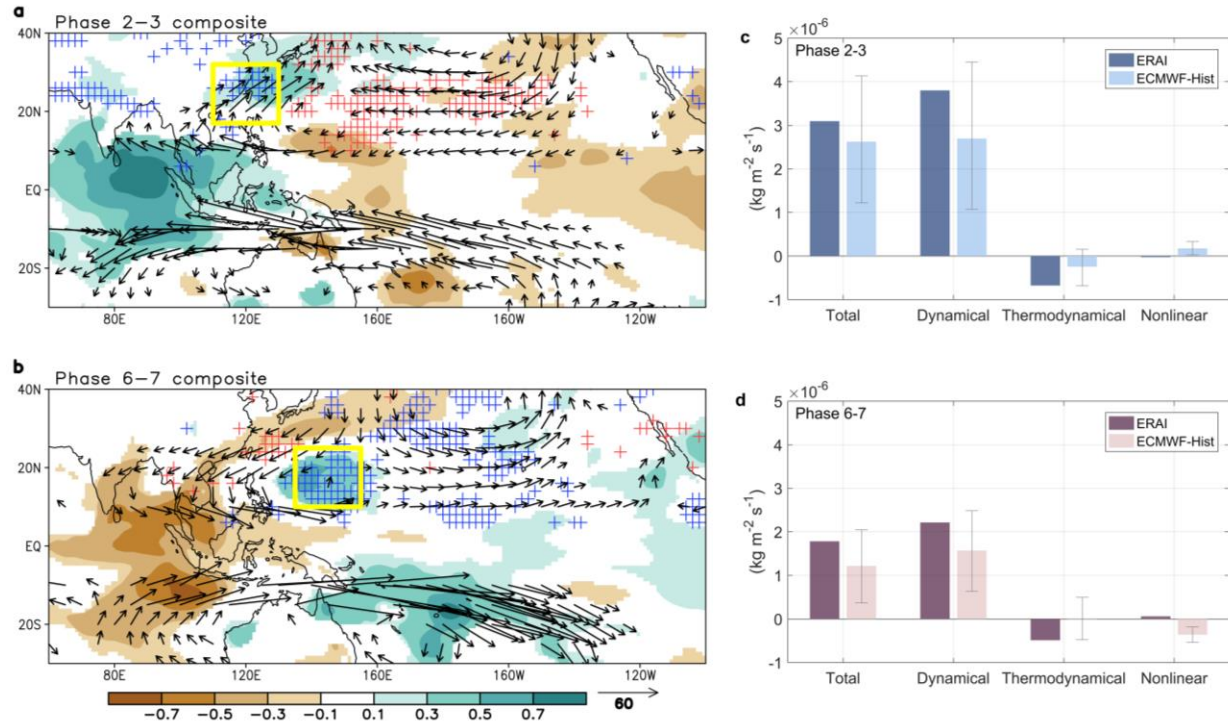 a
Phase 2−3 composite
40N
20N
EQ
20S
80E
120E
160E
160W
120W
b
Phase 6−7 composite
40N
20N
EQ
20S
80E
120E
160E
160W
120W
−0.7
−0.5
−0.3
−0.1
0.1
0.3
0.5
0.7
60
c
×10⁻⁶
Phase 2-3
ERAI
ECMWF-Hist
5
4
3
2
1
0
-1
(kg m⁻² s⁻¹)
Total
Dynamical
Thermodynamical
Nonlinear
d
×10⁻⁶
Phase 6-7
ERAI
ECMWF-Hist
5
4
3
2
1
0
-1
(kg m⁻² s⁻¹)
Total
Dynamical
Thermodynamical
Nonlinear